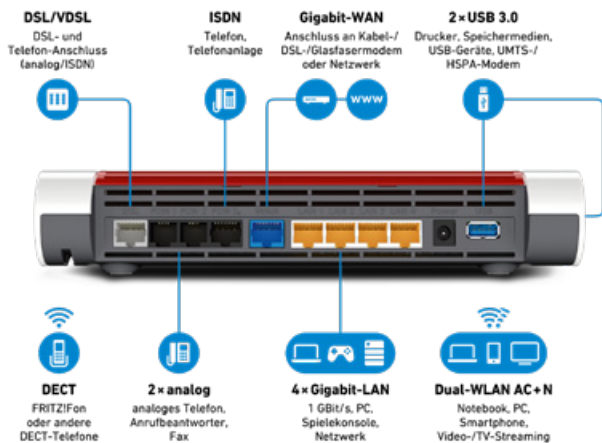 DSL/VDSL
DSL- und
Telefon-Anschluss
(analog/ISDN)
ISDN
Telefon,
Telefonanlage
Gigabit-WAN
Anschluss an Kabel-/
DSL-/Glasfasermodem
oder Netzwerk
2×USB 3.0
Drucker, Speichermedien,
USB-Geräte, UMTS-/
HSPA-Modem
WWW
DECT
FRITZ!Fon
oder andere
DECT-Telefone
2×analog
analoges Telefon,
Anrufbeantworter,
Fax
4×Gigabit-LAN
1 GBit/s, PC,
Spielekonsole,
Netzwerk
Dual-WLAN AC+N
Notebook, PC,
Smartphone,
Video-/TV-Streaming